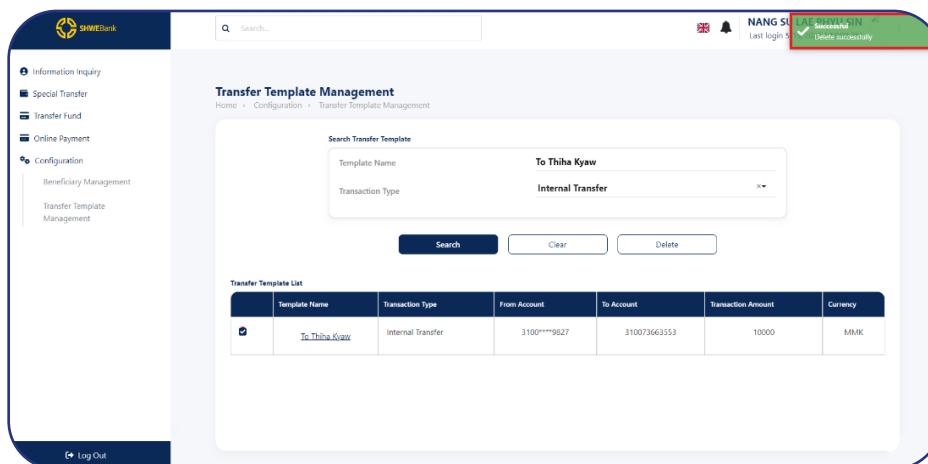 SHWEBank
Search...
NANG SU LAE PHYU SIN
Last login 5
Successful
Delete successfully
Information Inquiry
Special Transfer
Transfer Fund
Online Payment
Configuration
Beneficiary Management
Transfer Template
Management
Log Out
Transfer Template Management
Home › Configuration › Transfer Template Management
Search Transfer Template
Template Name To Thiha Kyaw
Transaction Type Internal Transfer ×
Search Clear Delete
Transfer Template List
Template Name Transaction Type From Account To Account Transaction Amount Currency
To Thiha Kyaw Internal Transfer 3100****9827 310073663553 10000 MMK